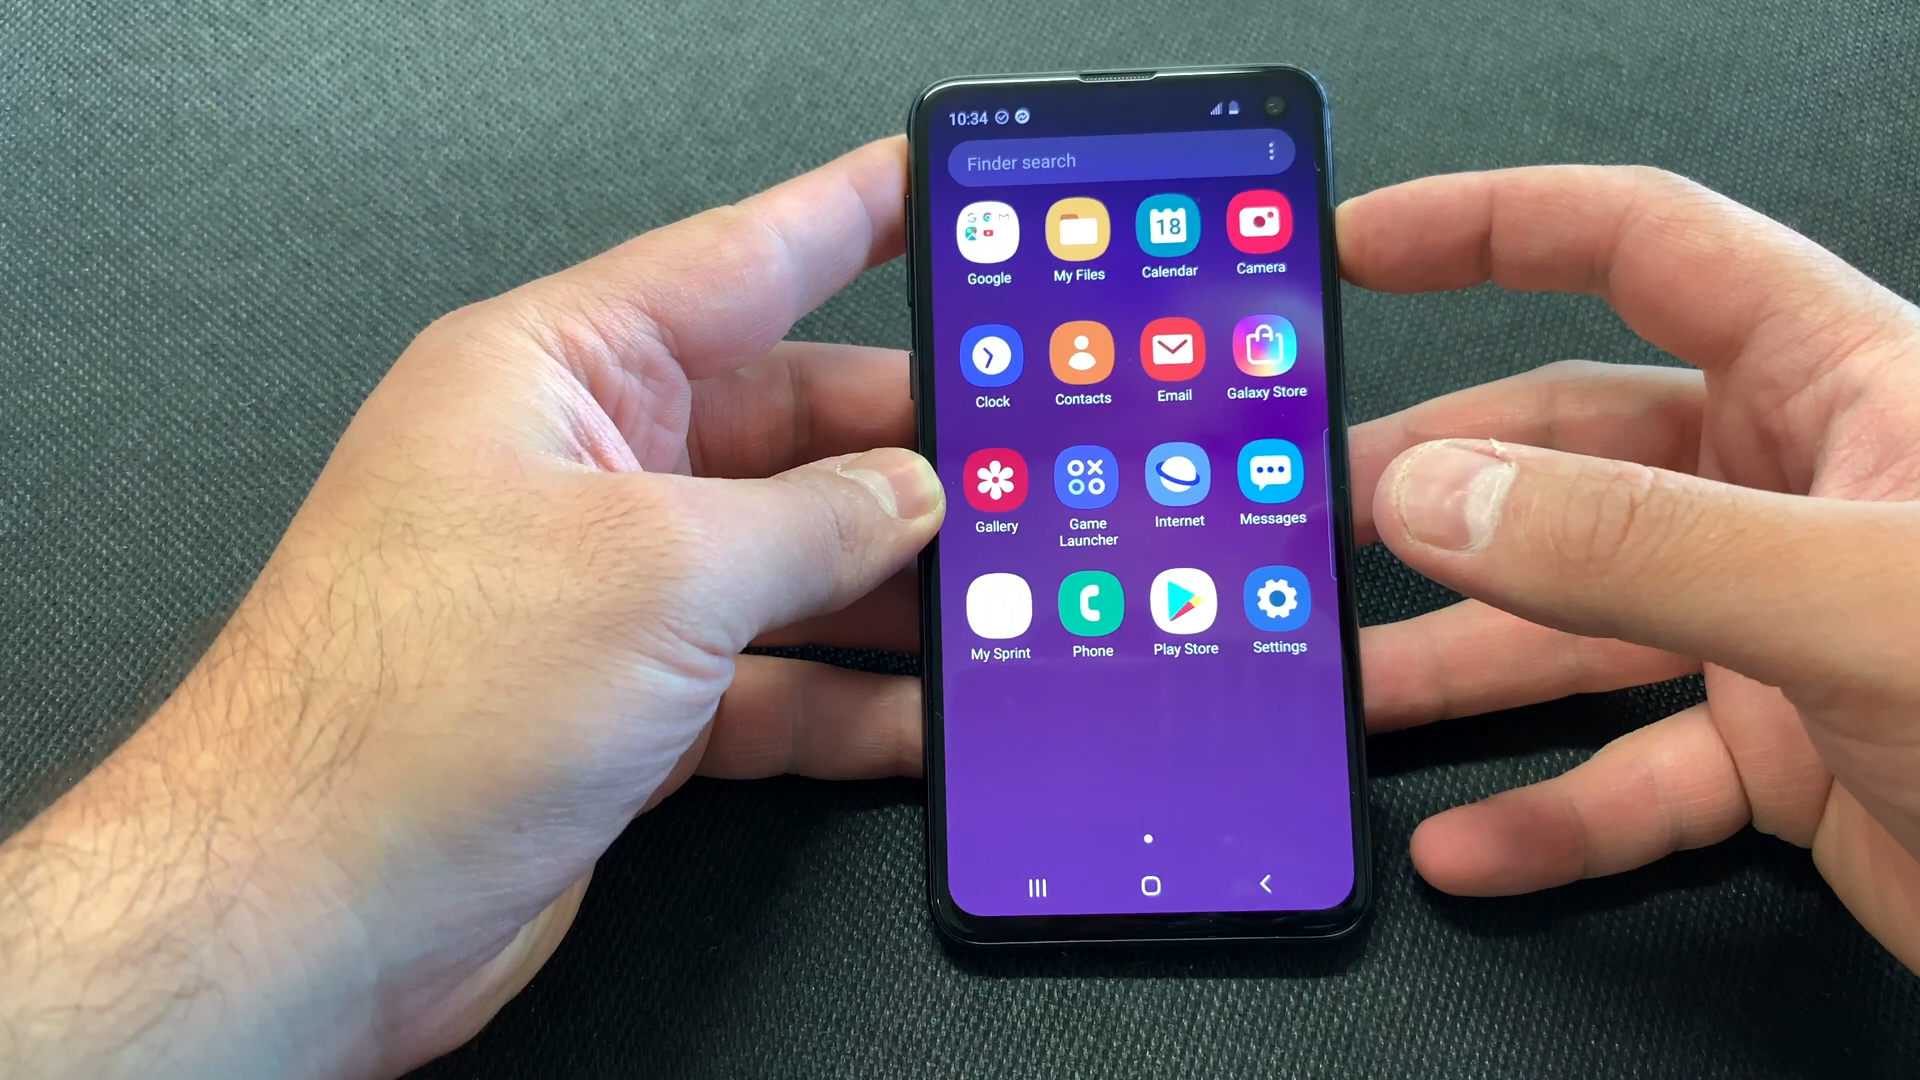 10:34
Finder search
Google
My Files
18
Calendar
Camera
Clock
Contacts
Email
Galaxy Store
Gallery
Game
Launcher
Internet
Messages
My Sprint
Phone
Play Store
Settings